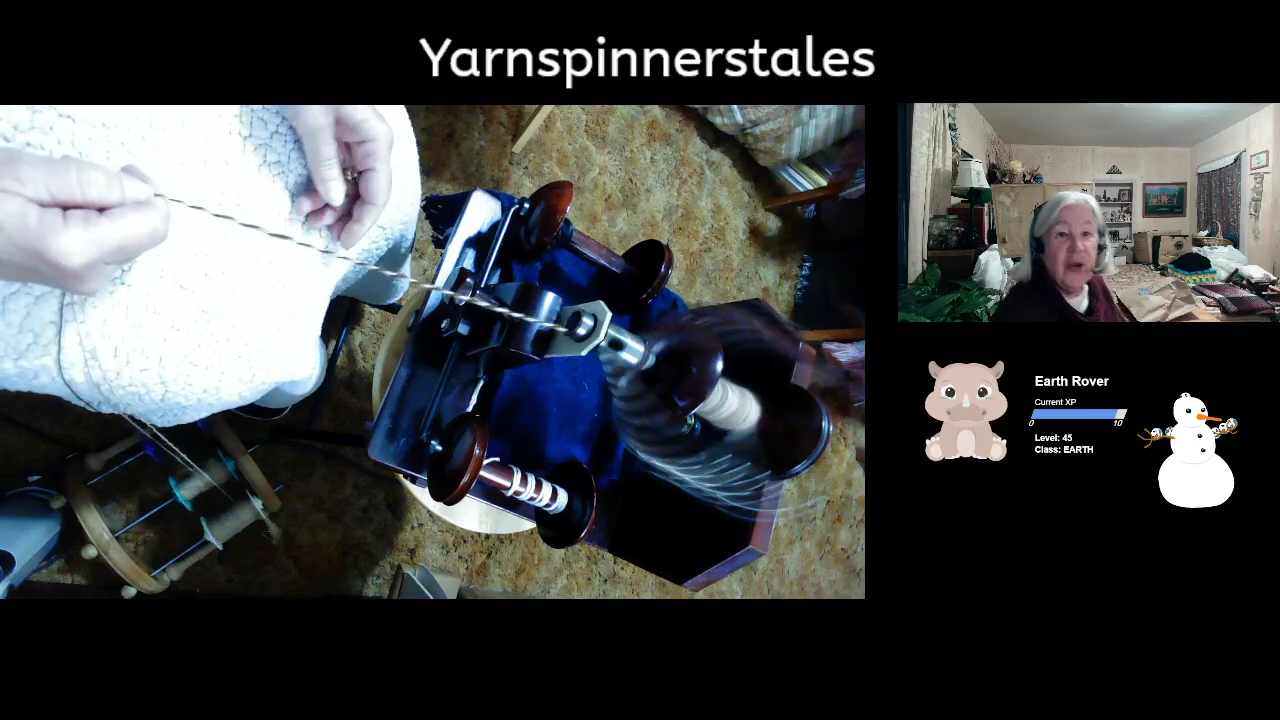 Yarnspinnerstales
Earth Rover
Current XP
0 10
Level: 45
Class: EARTH